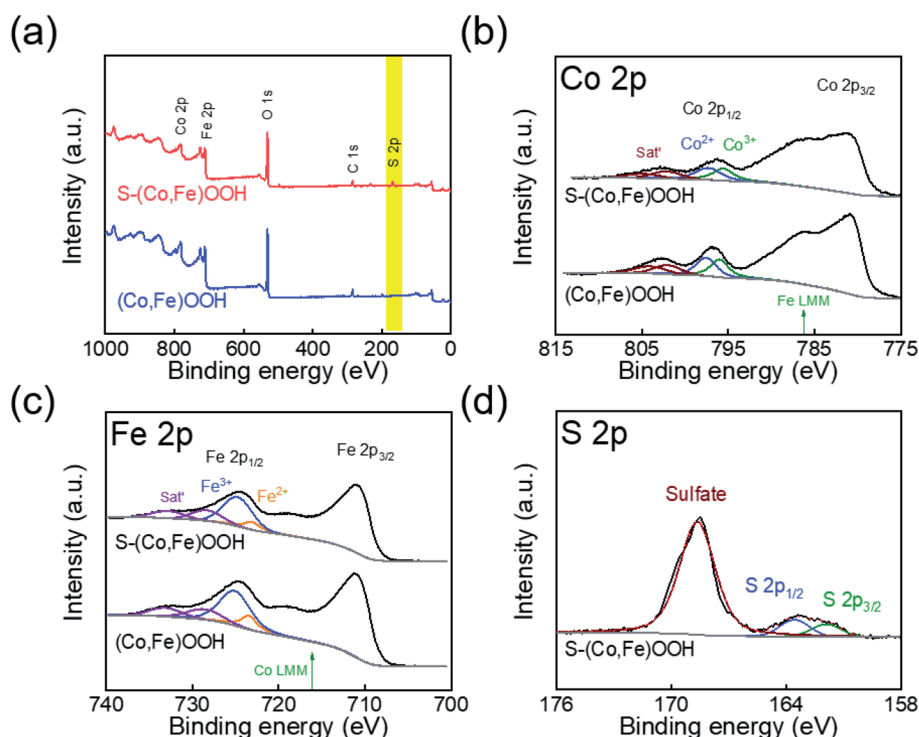 (a)
Intensity (a.u.)
Co 2p
Fe 2p
O 1s
C 1s
S 2p
S-(Co,Fe)OOH
(Co,Fe)OOH
1000 800 600 400 200 0
Binding energy (eV)
(b)
Intensity (a.u.)
Co 2p
Co 2p3/2
Co 2p1/2
Sat' Co2+ Co3+
S-(Co,Fe)OOH
(Co,Fe)OOH
Fe LMM
815 805 795 785 775
Binding energy (eV)
(c)
Intensity (a.u.)
Fe 2p
Fe 2p1/2 Fe 2p3/2
Sat' Fe3+ Fe2+
S-(Co,Fe)OOH
(Co,Fe)OOH
Co LMM
740 730 720 710 700
Binding energy (eV)
(d)
Intensity (a.u.)
S 2p
Sulfate
S 2p1/2
S 2p3/2
S-(Co,Fe)OOH
176 170 164 158
Binding energy (eV)